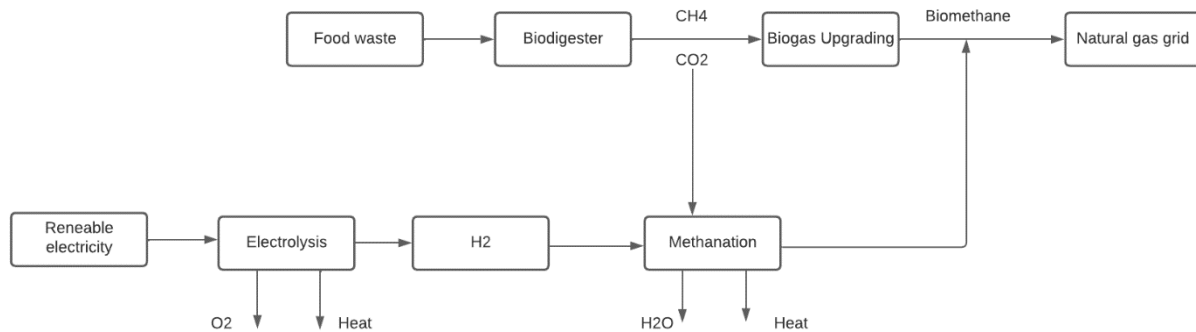 CH4
Biomethane
Food waste
Biodigester
Biogas Upgrading
Natural gas grid
CO2
Reneable
electricity
Electrolysis
H2
Methanation
O2
Heat
H2O
Heat